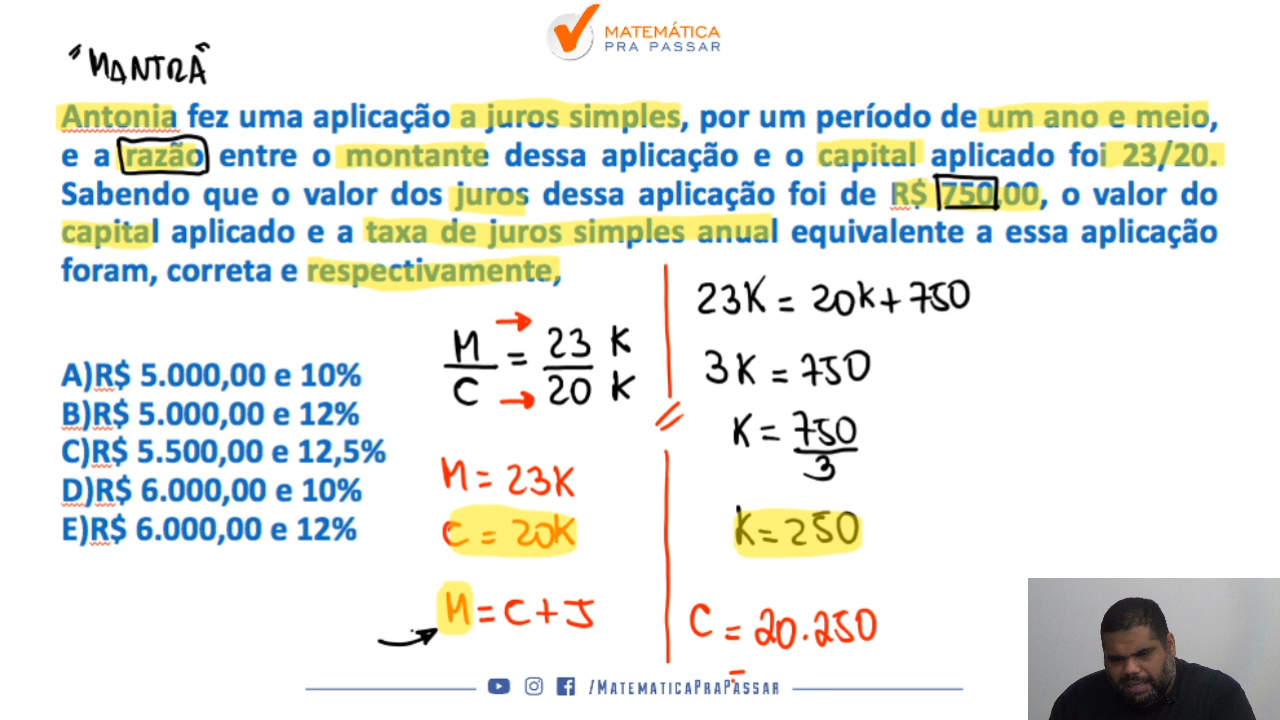 MATEMÁTICA
PRA PASSAR
"MANTRA"
Antonia fez uma aplicação a juros simples, por um período de um ano e meio,
e a razão entre o montante dessa aplicação e o capital aplicado foi 23/20.
Sabendo que o valor dos juros dessa aplicação foi de R$ 750,00, o valor do
capital aplicado e a taxa de juros simples anual equivalente a essa aplicação
foram, correta e respectivamente,
A)R$ 5.000,00 e 10%
B)R$ 5.000,00 e 12%
C)R$ 5.500,00 e 12,5%
D)R$ 6.000,00 e 10%
E)R$ 6.000,00 e 12%
M/C = 23 K/20 K
M = 23K
C = 20K
M = C + J
23K = 20K + 750
3K = 750
K = 750/3
K = 250
C = 20.250
/MATEMATICAPRAPASSAR